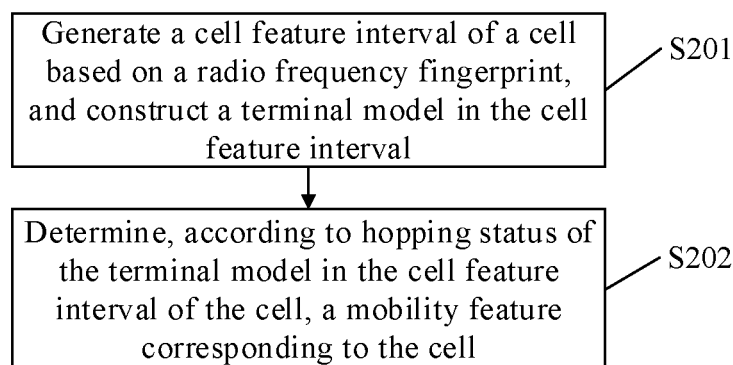 Generate a cell feature interval of a cell
based on a radio frequency fingerprint,
and construct a terminal model in the cell
feature interval
S201
Determine, according to hopping status of
the terminal model in the cell feature
interval of the cell, a mobility feature
corresponding to the cell
S202